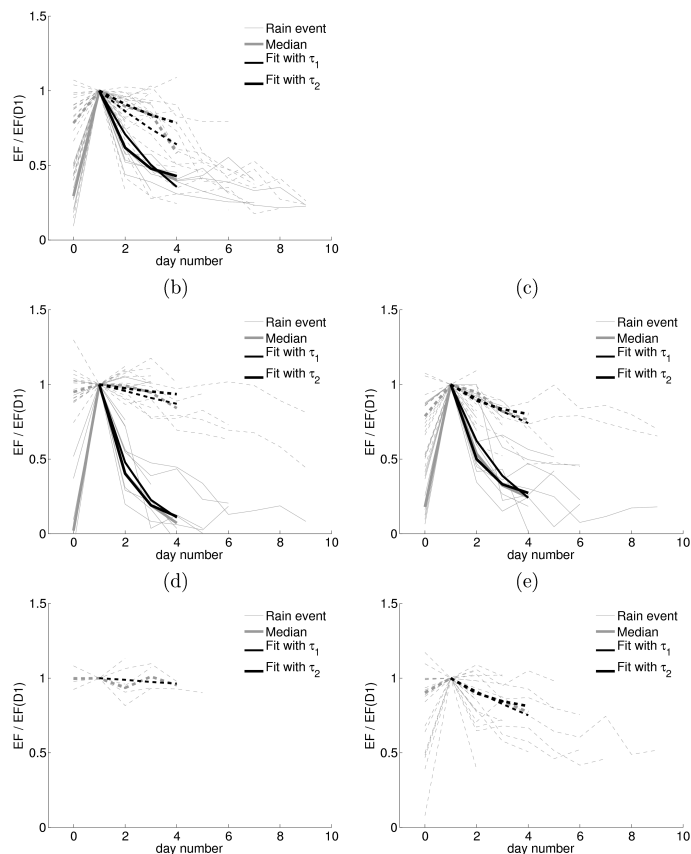 1.5
1
0.5
0
EF / EF(D1)
0 2 4 6 8 10
day number
Rain event
Median
Fit with τ1
Fit with τ2
(b)
(c)
1.5
1
0.5
0
EF / EF(D1)
0 2 4 6 8 10
day number
Rain event
Median
Fit with τ1
Fit with τ2
1.5
1
0.5
0
EF / EF(D1)
0 2 4 6 8 10
day number
Rain event
Median
Fit with τ1
Fit with τ2
(d)
(e)
1.5
1
0.5
0
EF / EF(D1)
0 2 4 6 8 10
day number
Rain event
Median
Fit with τ1
Fit with τ2
1.5
1
0.5
0
EF / EF(D1)
0 2 4 6 8 10
day number
Rain event
Median
Fit with τ1
Fit with τ2